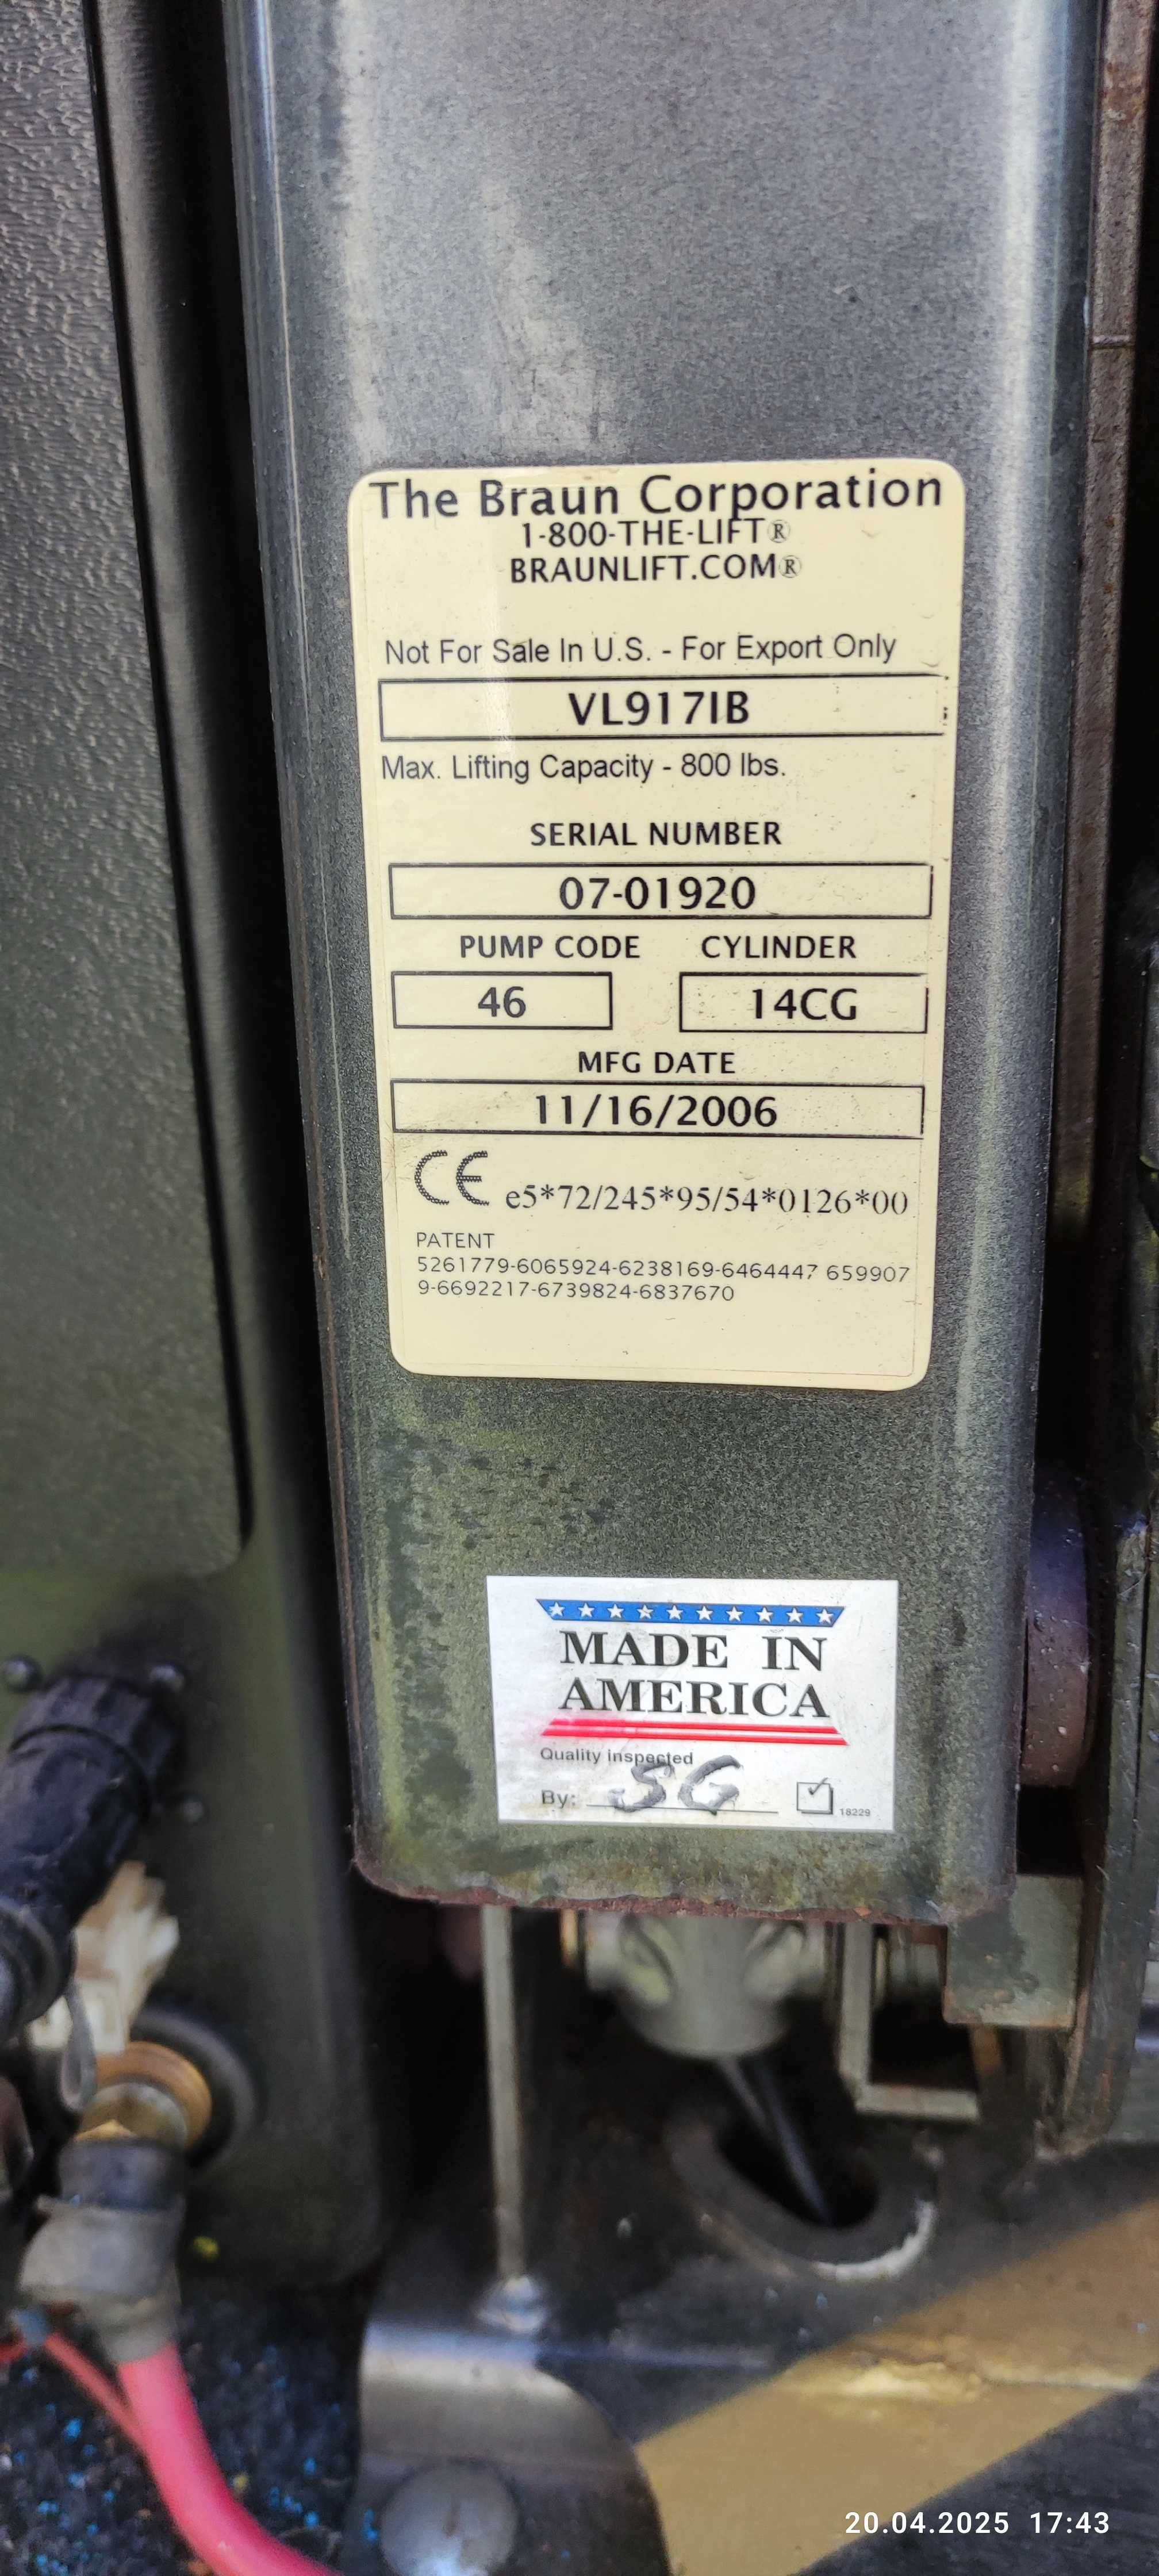 The Braun Corporation
1-800-THE-LIFT®
BRAUNLIFT.COM®
Not For Sale In U.S. - For Export Only
VL917IB
Max. Lifting Capacity - 800 lbs.
SERIAL NUMBER
07-01920
PUMP CODE CYLINDER
46 14CG
MFG DATE
11/16/2006
CE e5*72/245*95/54*0126*00
PATENT
5261779-6065924-6238169-6464447 659907
9-6692217-6739824-6837670
MADE IN
AMERICA
Quality Inspected
By: SG
18229
20.04.2025 17:43